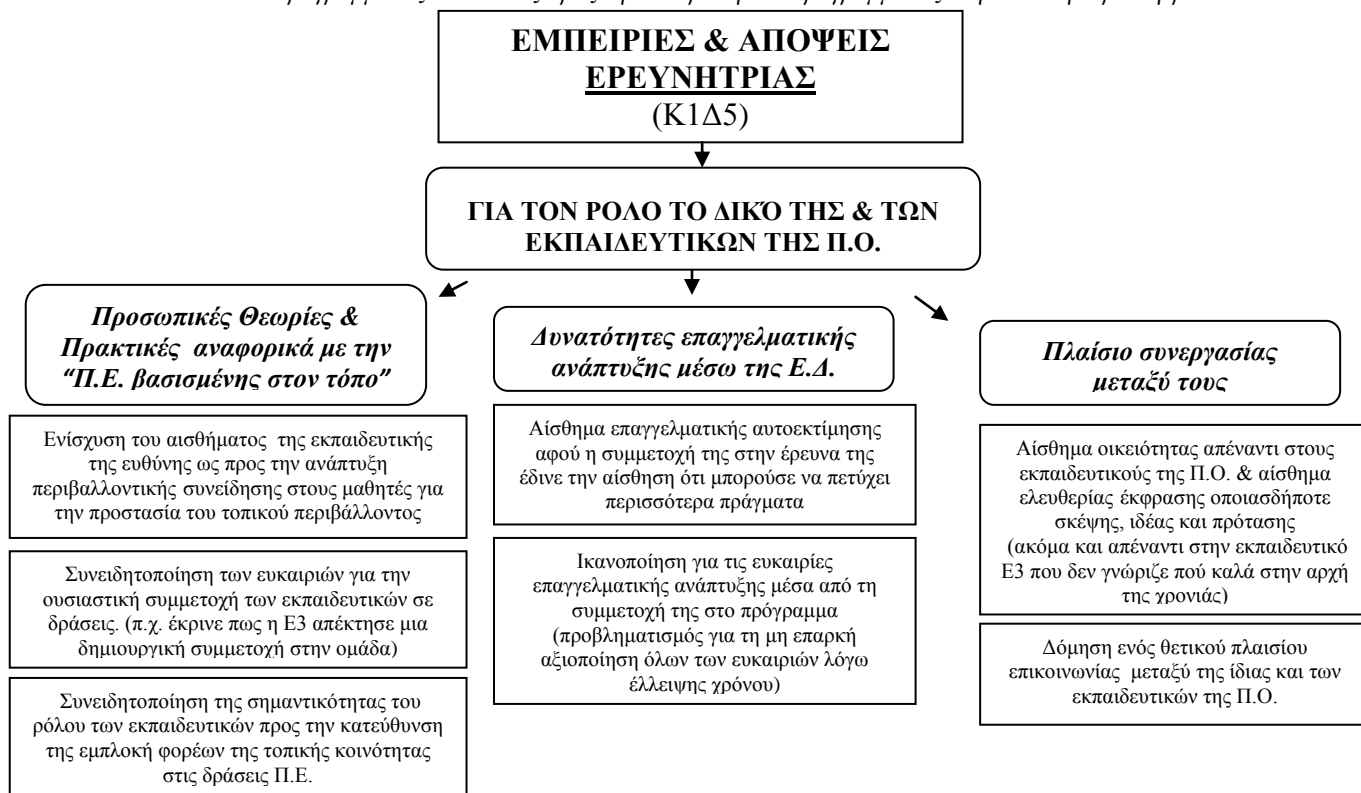 ΕΜΠΕΙΡΙΕΣ & ΑΠΟΨΕΙΣ
ΕΡΕΥΝΗΤΡΙΑΣ
(Κ1Δ5)
ΓΙΑ ΤΟΝ ΡΟΛΟ ΤΟ ΔΙΚΌ ΤΗΣ & ΤΩΝ
ΕΚΠΑΙΔΕΥΤΙΚΩΝ ΤΗΣ Π.Ο.
Προσωπικές Θεωρίες &
Πρακτικές αναφορικά με την
“Π.Ε. βασισμένης στον τόπο”
Ενίσχυση του αισθήματος της εκπαιδευτικής
της ευθύνης ως προς την ανάπτυξη
περιβαλλοντικής συνείδησης στους μαθητές για
την προστασία του τοπικού περιβάλλοντος
Συνειδητοποίηση των ευκαιριών για την
ουσιαστική συμμετοχή των εκπαιδευτικών σε
δράσεις. (π.χ. έκρινε πως η Ε3 απέκτησε μια
δημιουργική συμμετοχή στην ομάδα)
Συνειδητοποίηση της σημαντικότητας του
ρόλου των εκπαιδευτικών προς την κατεύθυνση
της εμπλοκή φορέων της τοπικής κοινότητας
στις δράσεις Π.Ε.
Δυνατότητες επαγγελματικής
ανάπτυξης μέσω της Ε.Δ.
Αίσθημα επαγγελματικής αυτοεκτίμησης
αφού η συμμετοχή της στην έρευνα της
έδινε την αίσθηση ότι μπορούσε να πετύχει
περισσότερα πράγματα
Ικανοποίηση για τις ευκαιρίες
επαγγελματικής ανάπτυξης μέσα από τη
συμμετοχή της στο πρόγραμμα
(προβληματισμός για τη μη επαρκή
αξιοποίηση όλων των ευκαιριών λόγω
έλλειψης χρόνου)
Πλαίσιο συνεργασίας
μεταξύ τους
Αίσθημα οικειότητας απέναντι στους
εκπαιδευτικούς της Π.Ο. & αίσθημα
ελευθερίας έκφρασης οποιασδήποτε
σκέψης, ιδέας και πρότασης
(ακόμα και απέναντι στην εκπαιδευτικό
Ε3 που δεν γνώριζε πού καλά στην αρχή
της χρονιάς)
Δόμηση ενός θετικού πλαισίου
επικοινωνίας μεταξύ της ίδιας και των
εκπαιδευτικών της Π.Ο.